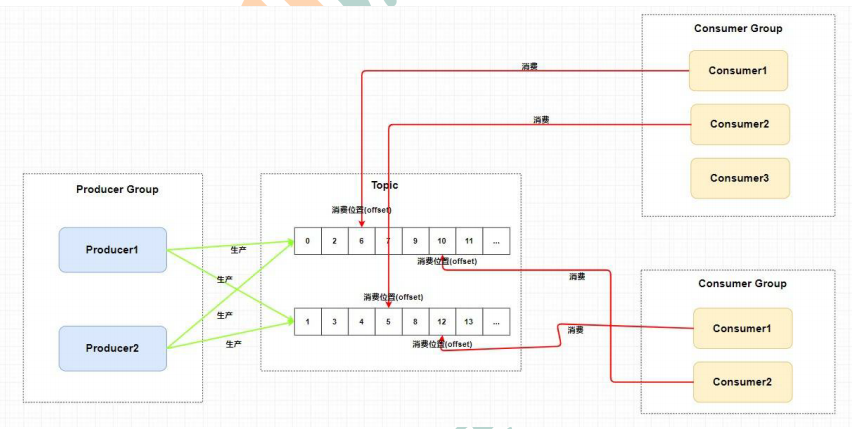 Consumer Group
Consumer1
消费
Consumer2
消费
Consumer3
Producer Group
Topic
消费位置(offset)
Producer1
生产
0 2 6 7 9 10 11 ...
消费位置(offset)
生产
消费
Consumer Group
消费位置(offset)
生产
1 3 4 5 8 12 13 ...
消费
Consumer1
Producer2
生产
消费位置(offset)
Consumer2